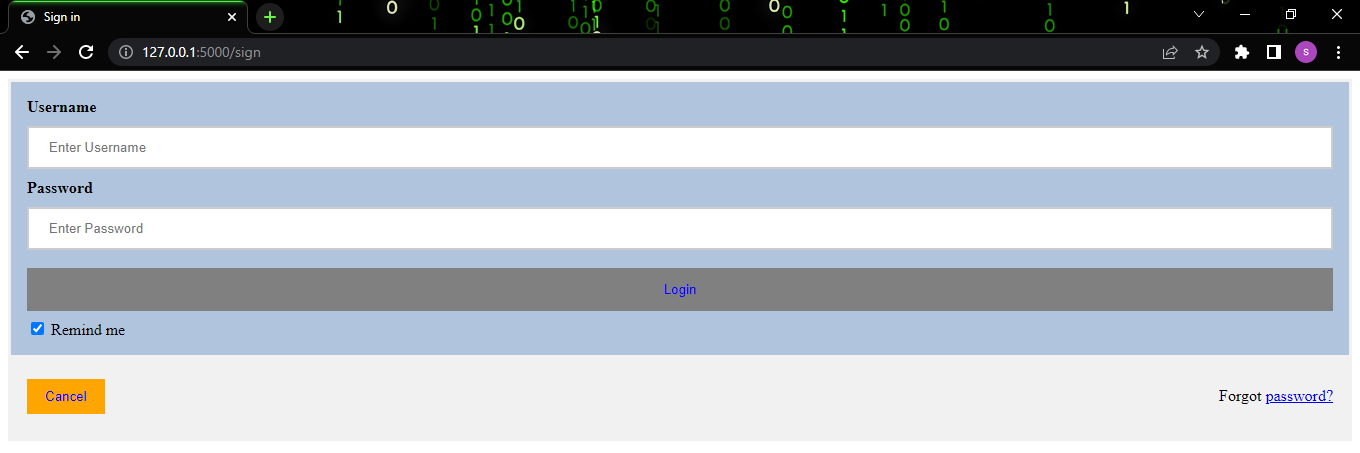 Sign in
127.0.0.1:5000/sign
s
Username
Enter Username
Password
Enter Password
Login
Remind me
Cancel
Forgot password?